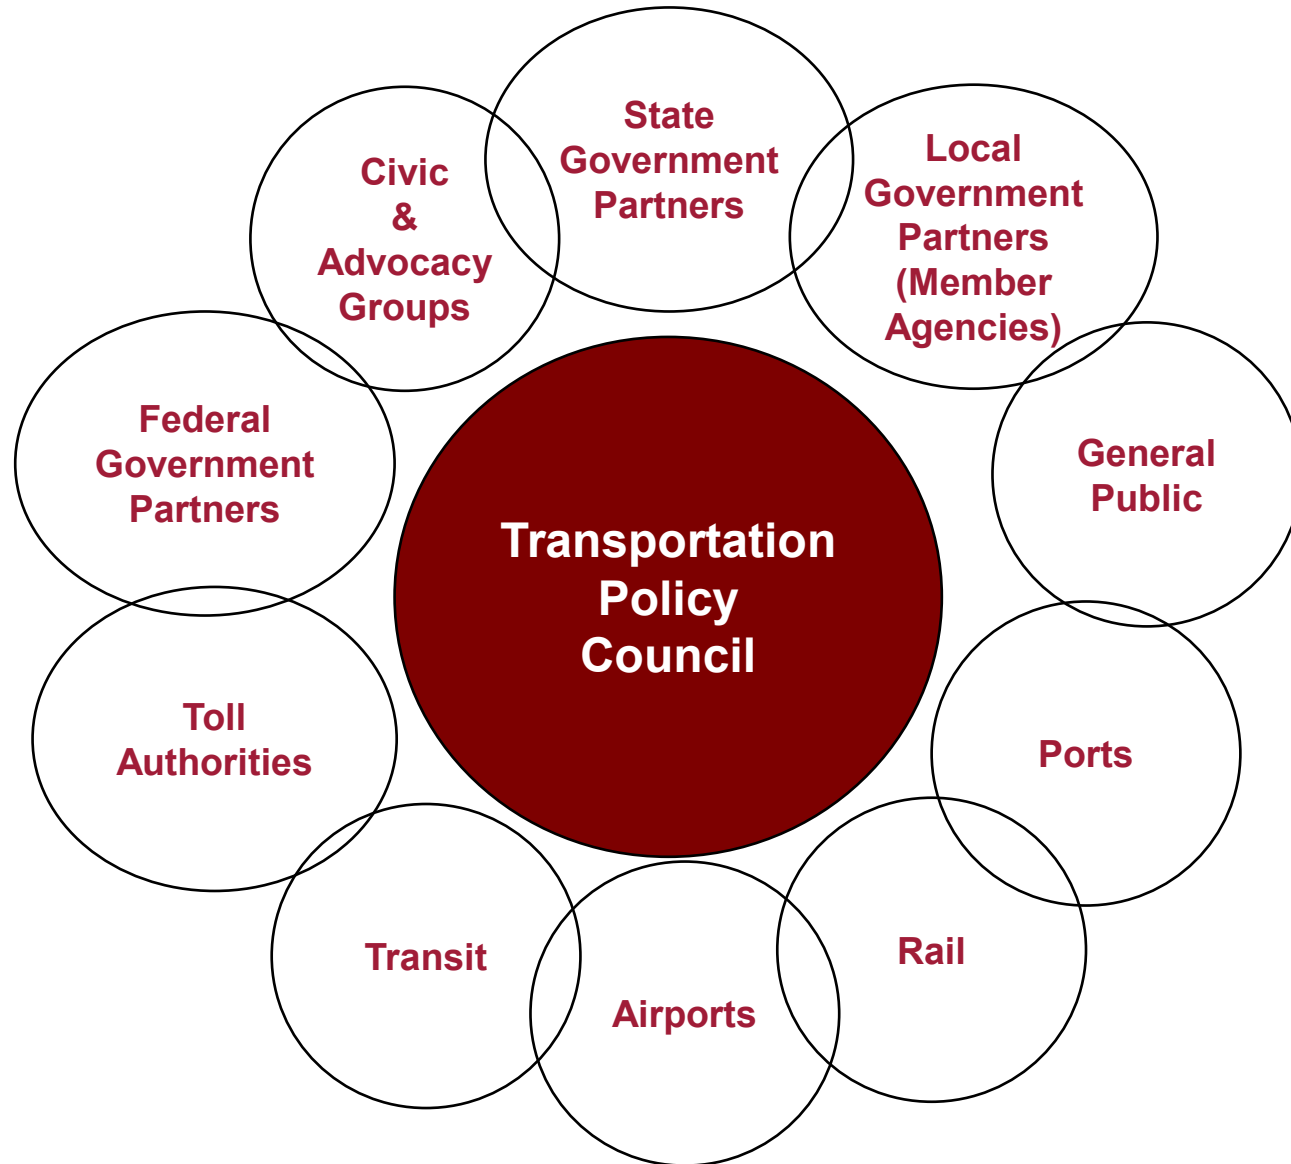 State
Government
Partners
Local
Government
Partners
(Member
Agencies)
General
Public
Ports
Rail
Airports
Transit
Toll
Authorities
Federal
Government
Partners
Civic
&
Advocacy
Groups
Transportation
Policy
Council